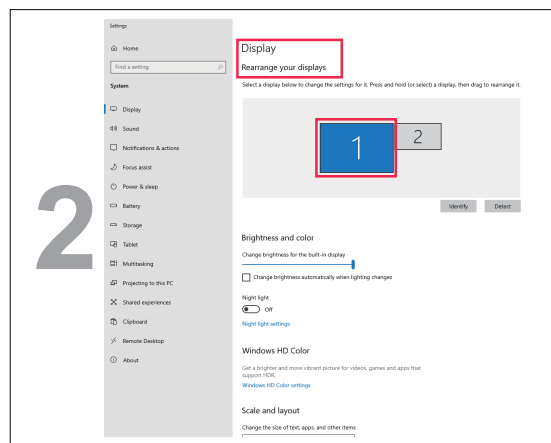 2
Settings
Home
Find a setting
System
Display
Sound
Notifications & actions
Focus assist
Power & sleep
Battery
Storage
Tablet
Multitasking
Projecting to this PC
Shared experiences
Clipboard
Remote Desktop
About
Display
Rearrange your displays
Select a display below to change the settings for it. Press and hold (or select) a display, then drag to rearrange it.
1
2
Identify
Detect
Brightness and color
Change brightness for the built-in display
Change brightness automatically when lighting changes
Night light
Off
Night light settings
Windows HD Color
Get a brighter and more vibrant picture for videos, games and apps that
support HDR.
Windows HD Color settings
Scale and layout
Change the size of text, apps, and other items